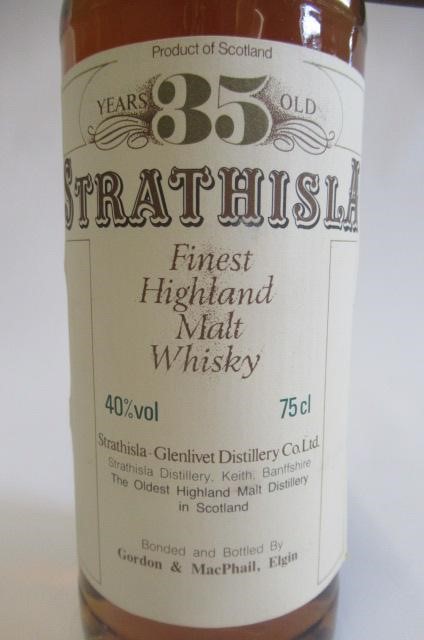 Product of Scotland
YEARS 35 OLD
STRATHISLA
Finest
Highland
Malt
Whisky
40%vol 75cl
Strathisla-Glenlivet Distillery Co. Ltd.
Strathisla Distillery, Keith, Banffshire
The Oldest Highland Malt Distillery
in Scotland
Bonded and Bottled By
Gordon & MacPhail, Elgin